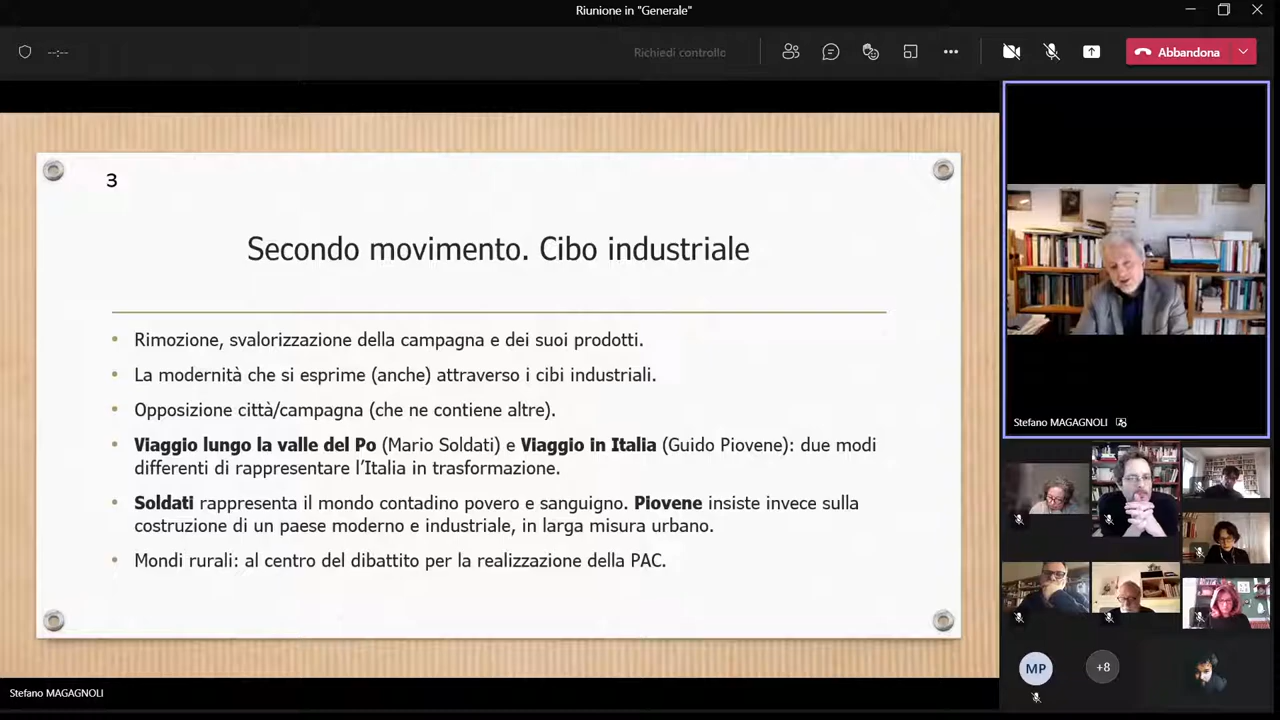 Riunione in "Generale"
--:--
Richiedi controllo
Abbandona
3
Secondo movimento. Cibo industriale
• Rimozione, svalorizzazione della campagna e dei suoi prodotti.
• La modernità che si esprime (anche) attraverso i cibi industriali.
• Opposizione città/campagna (che ne contiene altre).
• Viaggio lungo la valle del Po (Mario Soldati) e Viaggio in Italia (Guido Piovene): due modi
differenti di rappresentare l'Italia in trasformazione.
• Soldati rappresenta il mondo contadino povero e sanguigno. Piovene insiste invece sulla
costruzione di un paese moderno e industriale, in larga misura urbano.
• Mondi rurali: al centro del dibattito per la realizzazione della PAC.
Stefano MAGAGNOLI
Stefano MAGAGNOLI
MP
+8